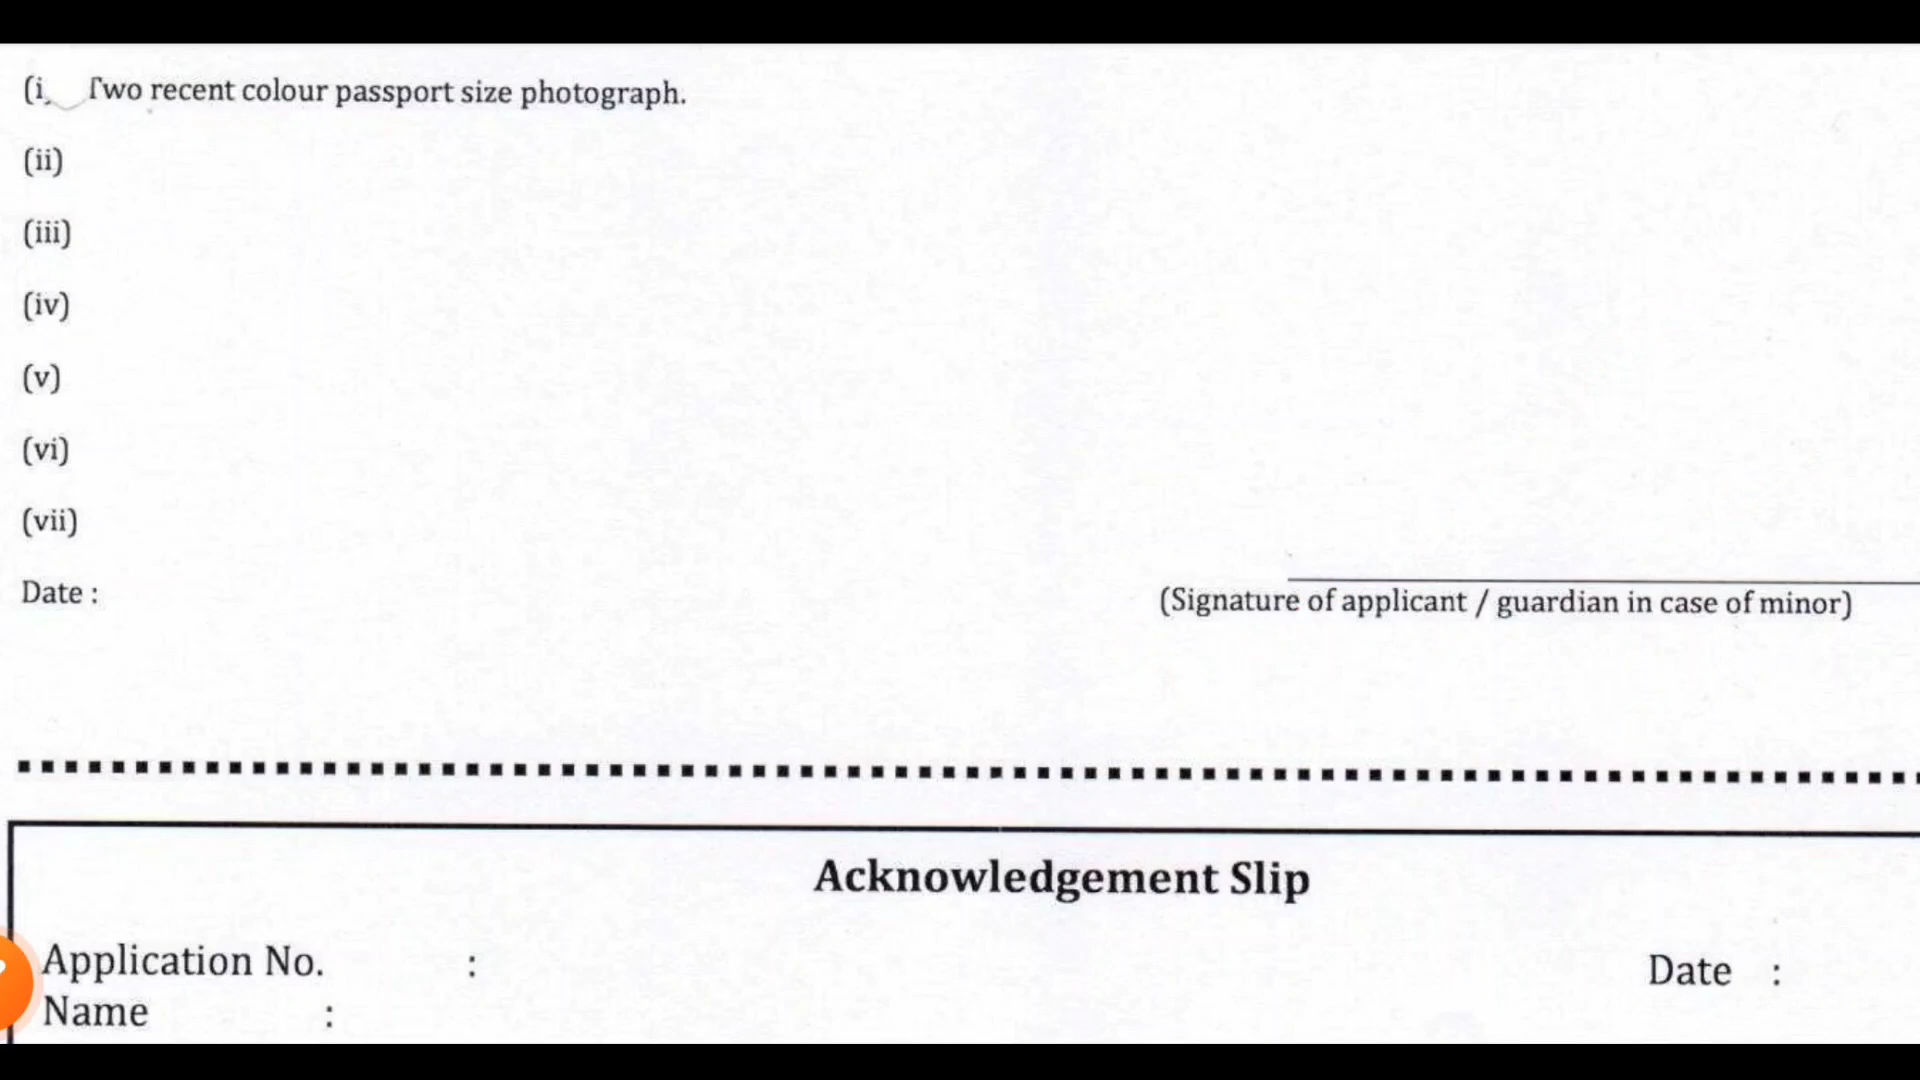 (i Two recent colour passport size photograph.
(ii)
(iii)
(iv)
(v)
(vi)
(vii)
Date :
(Signature of applicant / guardian in case of minor)
Acknowledgement Slip
Application No. : Date :
Name :